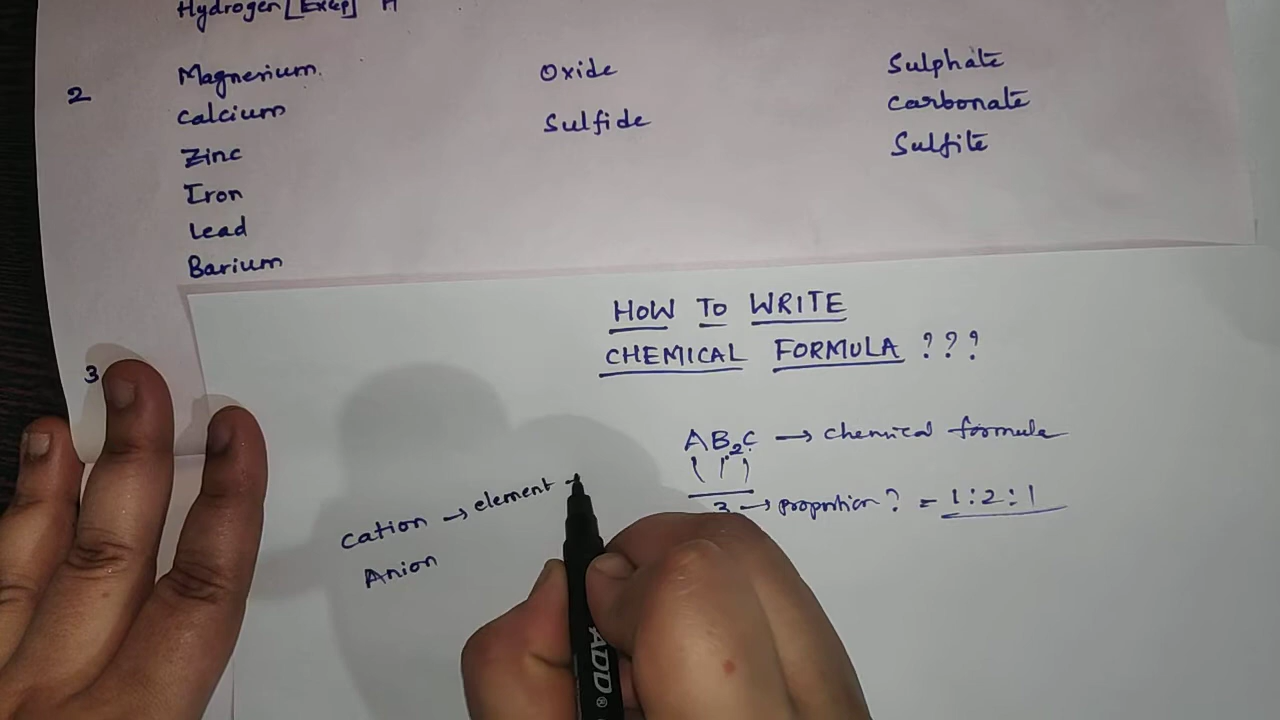 Hydrogen [Excep] H
2 Magnesium. Oxide Sulphate
Calcium Sulfide Carbonate
Zinc Sulfite
Iron
Lead
Barium
3
HOW TO WRITE
CHEMICAL FORMULA ???
AB₂C → chemical formula
3 → proportion? = 1:2:1
Cation → element
Anion
ADD